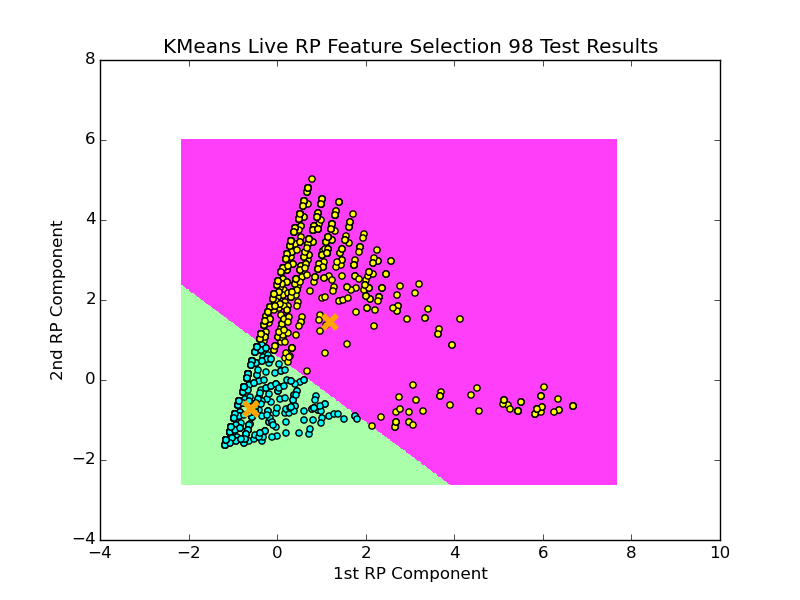 KMeans Live RP Feature Selection 98 Test Results
8
6
4
2
0
−2
−4
2nd RP Component
−4 −2 0 2 4 6 8 10
1st RP Component